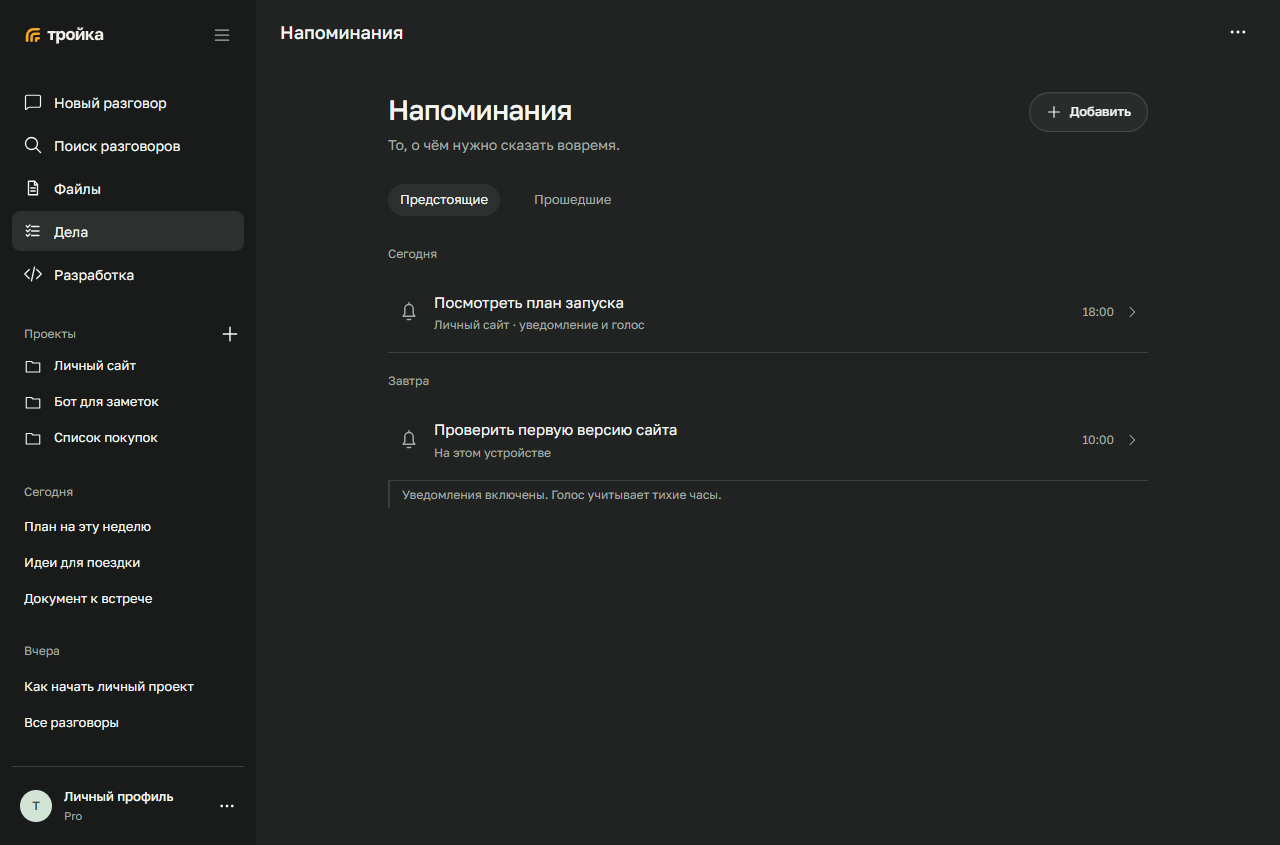 тройка
Новый разговор
Поиск разговоров
Файлы
Дела
Разработка
Проекты
Личный сайт
Бот для заметок
Список покупок
Сегодня
План на эту неделю
Идеи для поездки
Документ к встрече
Вчера
Как начать личный проект
Все разговоры
Т
Личный профиль
Pro
Напоминания
Напоминания
Добавить
То, о чём нужно сказать вовремя.
Предстоящие
Прошедшие
Сегодня
Посмотреть план запуска
Личный сайт · уведомление и голос
18:00
Завтра
Проверить первую версию сайта
На этом устройстве
10:00
Уведомления включены. Голос учитывает тихие часы.